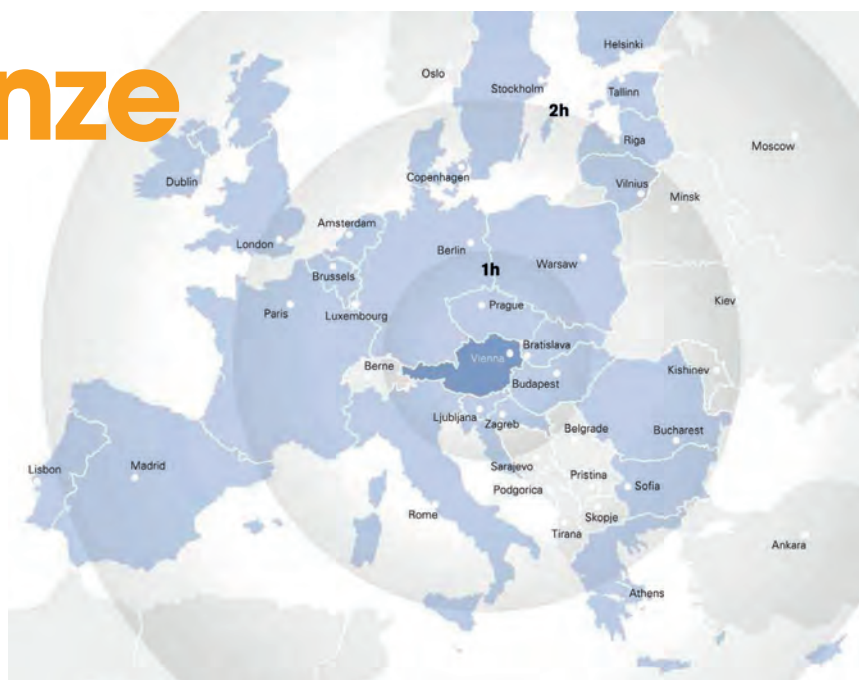 nze
Helsinki
Oslo
Stockholm
Tallinn
2h
Riga
Moscow
Copenhagen
Dublin
Vilnius
Minsk
Amsterdam
London
Berlin
Warsaw
1h
Brussels
Kiev
Prague
Paris
Luxembourg
Bratislava
Vienna
Berne
Kishinev
Budapest
Ljubljana
Zagreb
Belgrade
Bucharest
Sarajevo
Lisbon
Madrid
Pristina
Podgorica
Sofia
Rome
Skopje
Tirana
Ankara
Athens